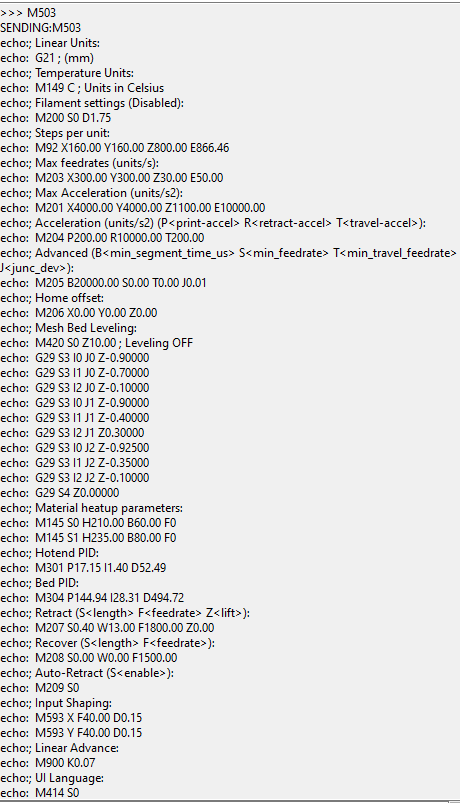 >>> M503
SENDING:M503
echo:; Linear Units:
echo:  G21 ; (mm)
echo:; Temperature Units:
echo:  M149 C ; Units in Celsius
echo:; Filament settings (Disabled):
echo:  M200 S0 D1.75
echo:; Steps per unit:
echo:  M92 X160.00 Y160.00 Z800.00 E866.46
echo:; Max feedrates (units/s):
echo:  M203 X300.00 Y300.00 Z30.00 E50.00
echo:; Max Acceleration (units/s2):
echo:  M201 X4000.00 Y4000.00 Z1100.00 E10000.00
echo:; Acceleration (units/s2) (P<print-accel> R<retract-accel> T<travel-accel>):
echo:  M204 P200.00 R10000.00 T200.00
echo:; Advanced (B<min_segment_time_us> S<min_feedrate> T<min_travel_feedrate>
J<junc_dev>):
echo:  M205 B20000.00 S0.00 T0.00 J0.01
echo:; Home offset:
echo:  M206 X0.00 Y0.00 Z0.00
echo:; Mesh Bed Leveling:
echo:  M420 S0 Z10.00 ; Leveling OFF
echo:  G29 S3 I0 J0 Z-0.90000
echo:  G29 S3 I1 J0 Z-0.70000
echo:  G29 S3 I2 J0 Z-0.10000
echo:  G29 S3 I0 J1 Z-0.90000
echo:  G29 S3 I1 J1 Z-0.40000
echo:  G29 S3 I2 J1 Z0.30000
echo:  G29 S3 I0 J2 Z-0.92500
echo:  G29 S3 I1 J2 Z-0.35000
echo:  G29 S3 I2 J2 Z-0.10000
echo:  G29 S4 Z0.00000
echo:; Material heatup parameters:
echo:  M145 S0 H210.00 B60.00 F0
echo:  M145 S1 H235.00 B80.00 F0
echo:; Hotend PID:
echo:  M301 P17.15 I1.40 D52.49
echo:; Bed PID:
echo:  M304 P144.94 I28.31 D494.72
echo:; Retract (S<length> F<feedrate> Z<lift>):
echo:  M207 S0.40 W13.00 F1800.00 Z0.00
echo:; Recover (S<length> F<feedrate>):
echo:  M208 S0.00 W0.00 F1500.00
echo:; Auto-Retract (S<enable>):
echo:  M209 S0
echo:; Input Shaping:
echo:  M593 X F40.00 D0.15
echo:  M593 Y F40.00 D0.15
echo:; Linear Advance:
echo:  M900 K0.07
echo:; UI Language:
echo:  M414 S0